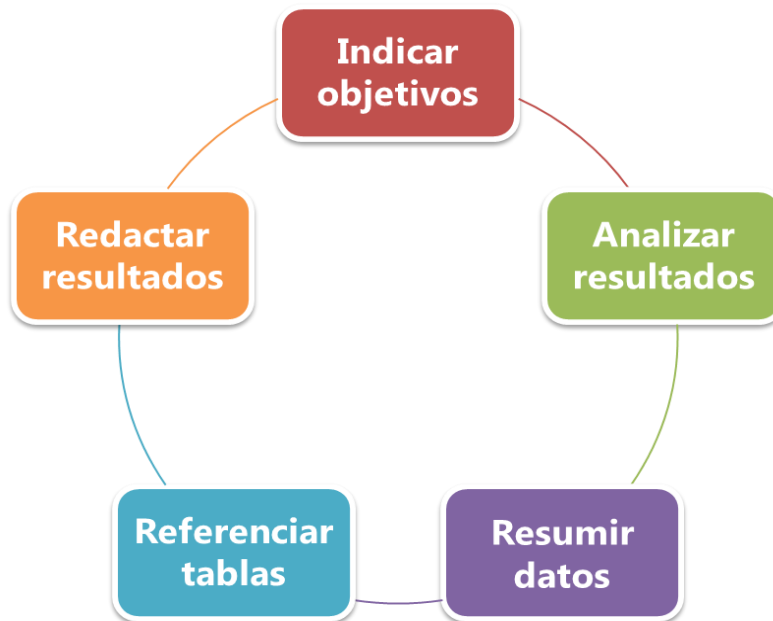 Indicar
objetivos
Analizar
resultados
Resumir
datos
Referenciar
tablas
Redactar
resultados